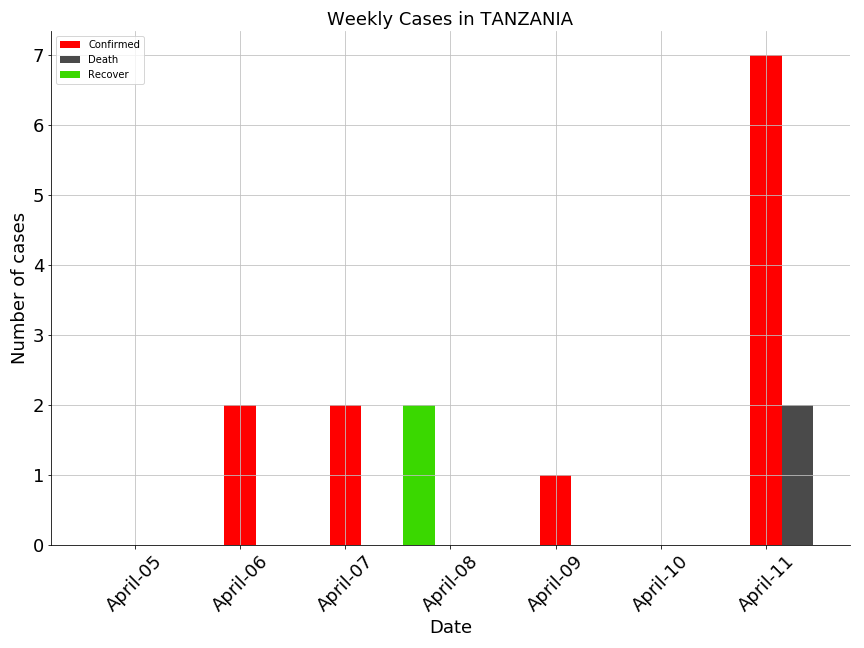 Weekly Cases in TANZANIA
Confirmed
Death
Recover
7
6
5
4
3
2
1
0
Number of cases
April-05
April-06
April-07
April-08
April-09
April-10
April-11
Date